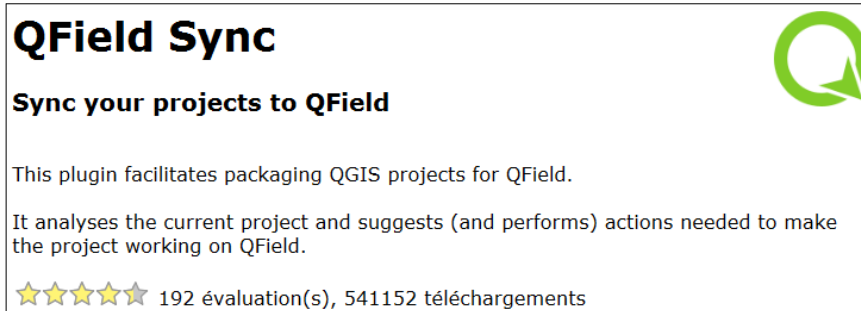 QField Sync
Sync your projects to QField
This plugin facilitates packaging QGIS projects for QField.
It analyses the current project and suggests (and performs) actions needed to make
the project working on QField.
192 évaluation(s), 541152 téléchargements